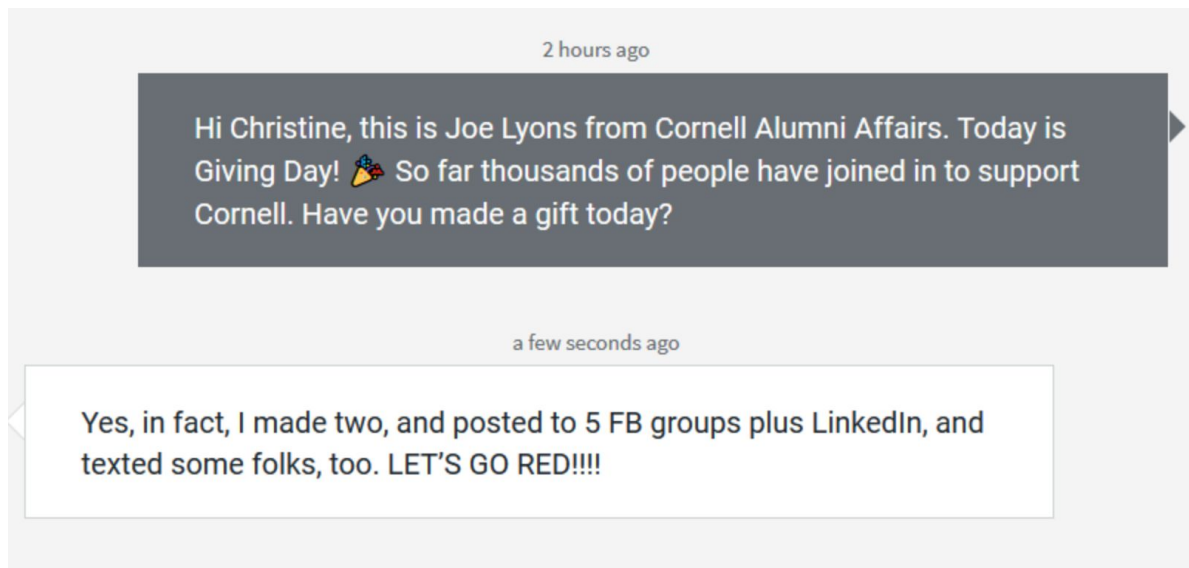 2 hours ago
Hi Christine, this is Joe Lyons from Cornell Alumni Affairs. Today is
Giving Day! 🎉 So far thousands of people have joined in to support
Cornell. Have you made a gift today?
a few seconds ago
Yes, in fact, I made two, and posted to 5 FB groups plus LinkedIn, and
texted some folks, too. LET’S GO RED!!!!